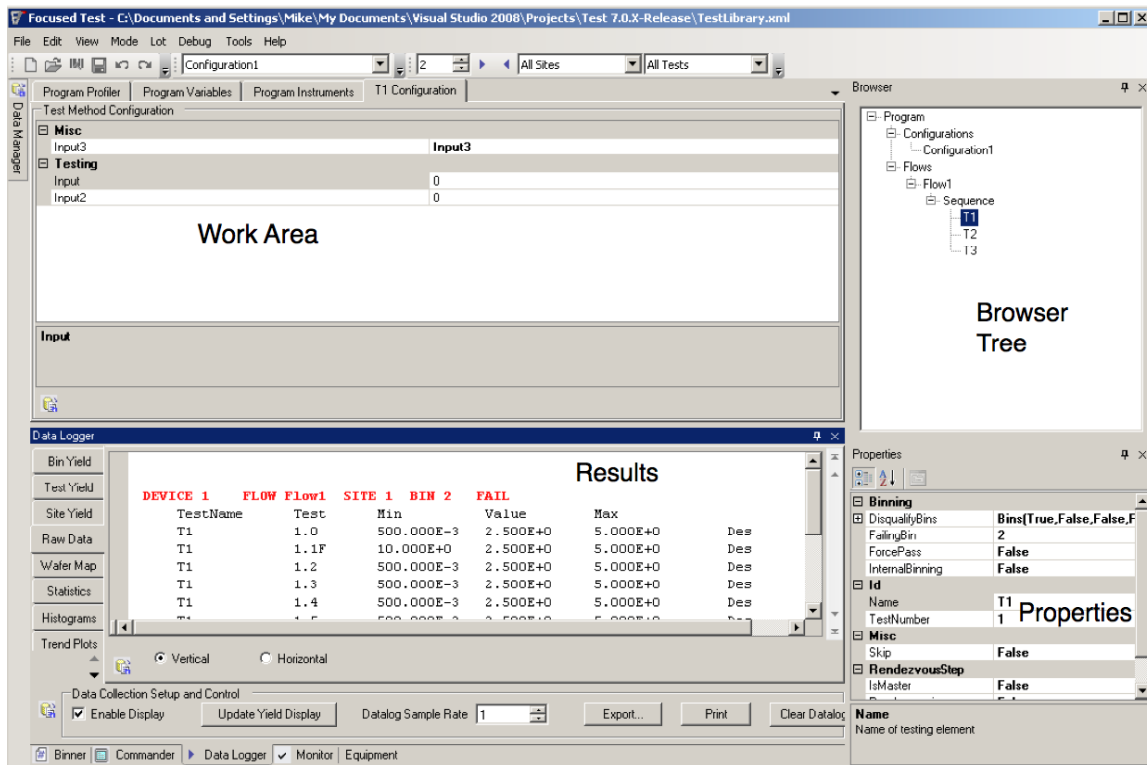 Focused Test - C:\Documents and Settings\Mike\My Documents\Visual Studio 2008\Projects\Test 7.0.X-Release\TestLibrary.xml
File Edit View Mode Lot Debug Tools Help
Configuration1 2 All Sites All Tests
Data Manager
Program Profiler Program Variables Program Instruments T1 Configuration
Test Method Configuration
Misc
Input3 Input3
Testing
Input 0
Input2 0
Work Area
Input
Browser
Program
Configurations
Configuration1
Flows
Flow1
Sequence
T1
T2
T3
Browser
Tree
Data Logger
Bin Yield
Test Yield
Site Yield
Raw Data
Wafer Map
Statistics
Histograms
Trend Plots
Results
DEVICE 1 FLOW Flow1 SITE 1 BIN 2 FAIL
TestName Test Min Value Max
T1 1.0 500.000E-3 2.500E+0 5.000E+0 Des
T1 1.1F 10.000E+0 2.500E+0 5.000E+0 Des
T1 1.2 500.000E-3 2.500E+0 5.000E+0 Des
T1 1.3 500.000E-3 2.500E+0 5.000E+0 Des
T1 1.4 500.000E-3 2.500E+0 5.000E+0 Des
Vertical Horizontal
Data Collection Setup and Control
Enable Display Update Yield Display Datalog Sample Rate 1 Export... Print Clear Datalog
Binner Commander Data Logger Monitor Equipment
Properties
Binning
DisqualifyBins Bins(True,False,False,F
FailingBin 2
ForcePass False
InternalBinning False
Id
Name T1
TestNumber 1
Properties
Misc
Skip False
RendezvousStep
IsMaster False
Name
Name of testing element